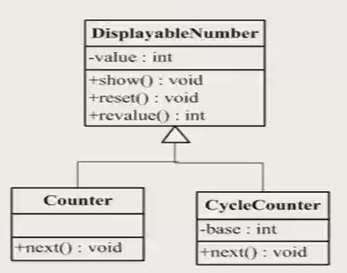 DisplayableNumber
-value : int
+show() : void
+reset() : void
+revalue() : int
Counter
+next() : void
CycleCounter
-base : int
+next() : void